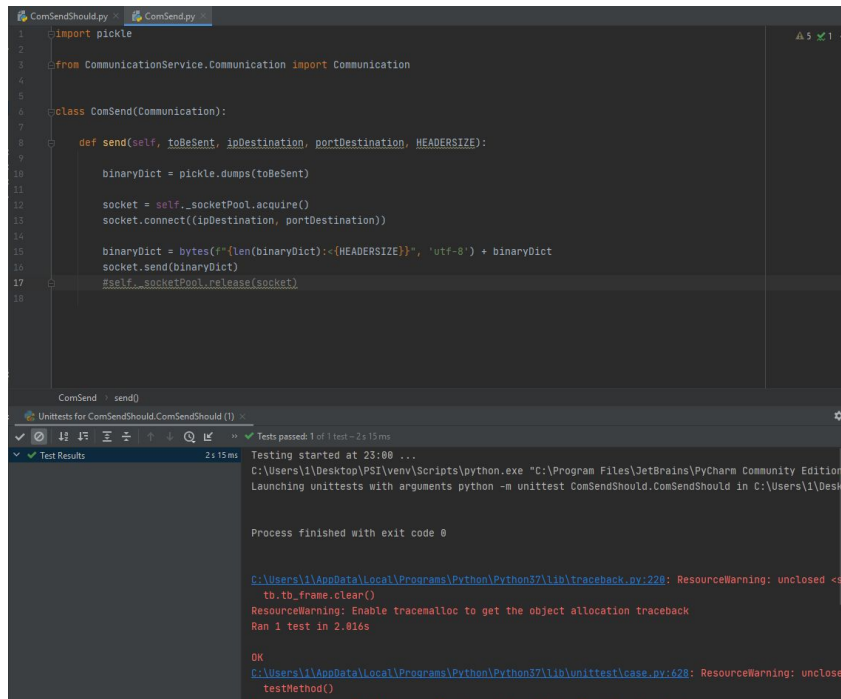 ComSendShould.py × ComSend.py ×
1 import pickle
5 1
2
3 from CommunicationService.Communication import Communication
4
5
6 class ComSend(Communication):
7
8 def send(self, toBeSent, ipDestination, portDestination, HEADERSIZE):
9
10 binaryDict = pickle.dumps(toBeSent)
11
12 socket = self._socketPool.acquire()
13 socket.connect((ipDestination, portDestination))
14
15 binaryDict = bytes(f"{len(binaryDict):<{HEADERSIZE}}", 'utf-8') + binaryDict
16 socket.send(binaryDict)
17 #self._socketPool.release(socket)
18
ComSend › send()
Unittests for ComSendShould.ComSendShould (1) ×
» Tests passed: 1 of 1 test – 2 s 15 ms
Test Results 2 s 15 ms
Testing started at 23:00 ...
C:\Users\1\Desktop\PSI\venv\Scripts\python.exe "C:\Program Files\JetBrains\PyCharm Community Edition
Launching unittests with arguments python -m unittest ComSendShould.ComSendShould in C:\Users\1\Desk
Process finished with exit code 0
C:\Users\1\AppData\Local\Programs\Python\Python37\lib\traceback.py:220: ResourceWarning: unclosed <s
tb.tb_frame.clear()
ResourceWarning: Enable tracemalloc to get the object allocation traceback
Ran 1 test in 2.016s
OK
C:\Users\1\AppData\Local\Programs\Python\Python37\lib\unittest\case.py:628: ResourceWarning: unclose
testMethod()